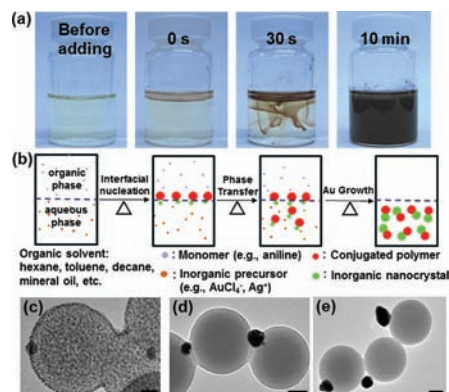 (a)
Before adding
0 s
30 s
10 min
(b)
organic phase
aqueous phase
Interfacial nucleation
Phase Transfer
Au Growth
Organic solvent:
hexane, toluene, decane,
mineral oil, etc.
: Monomer (e.g., aniline)
: Inorganic precursor
(e.g., AuCl₄⁻, Ag⁺)
: Conjugated polymer
: Inorganic nanocrystal
(c)
(d)
(e)